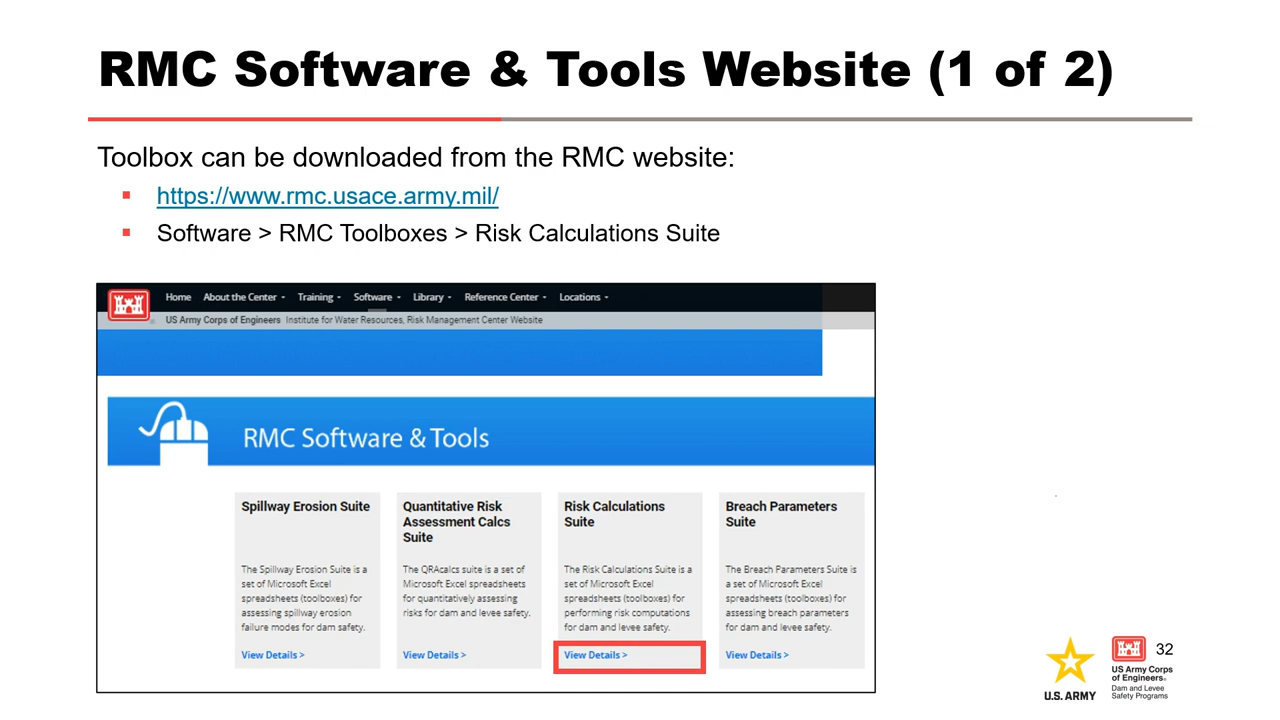 RMC Software & Tools Website (1 of 2)
Toolbox can be downloaded from the RMC website:
https://www.rmc.usace.army.mil/
Software > RMC Toolboxes > Risk Calculations Suite
Home About the Center Training Software Library Reference Center Locations
US Army Corps of Engineers Institute for Water Resources, Risk Management Center Website
RMC Software & Tools
Spillway Erosion Suite
The Spillway Erosion Suite is a
set of Microsoft Excel
spreadsheets (toolboxes) for
assessing spillway erosion
failure modes for dam safety.
View Details >
Quantitative Risk
Assessment Calcs
Suite
The QRAcalcs suite is a set of
Microsoft Excel spreadsheets
for quantitatively assessing
risks for dam and levee safety.
View Details >
Risk Calculations
Suite
The Risk Calculations Suite is a
set of Microsoft Excel
spreadsheets (toolboxes) for
performing risk computations
for dam and levee safety.
View Details >
Breach Parameters
Suite
The Breach Parameters Suite is
a set of Microsoft Excel
spreadsheets (toolboxes) for
assessing breach parameters
for dam and levee safety.
View Details >
U.S. ARMY
US Army Corps
of Engineers®
Dam and Levee
Safety Programs
32